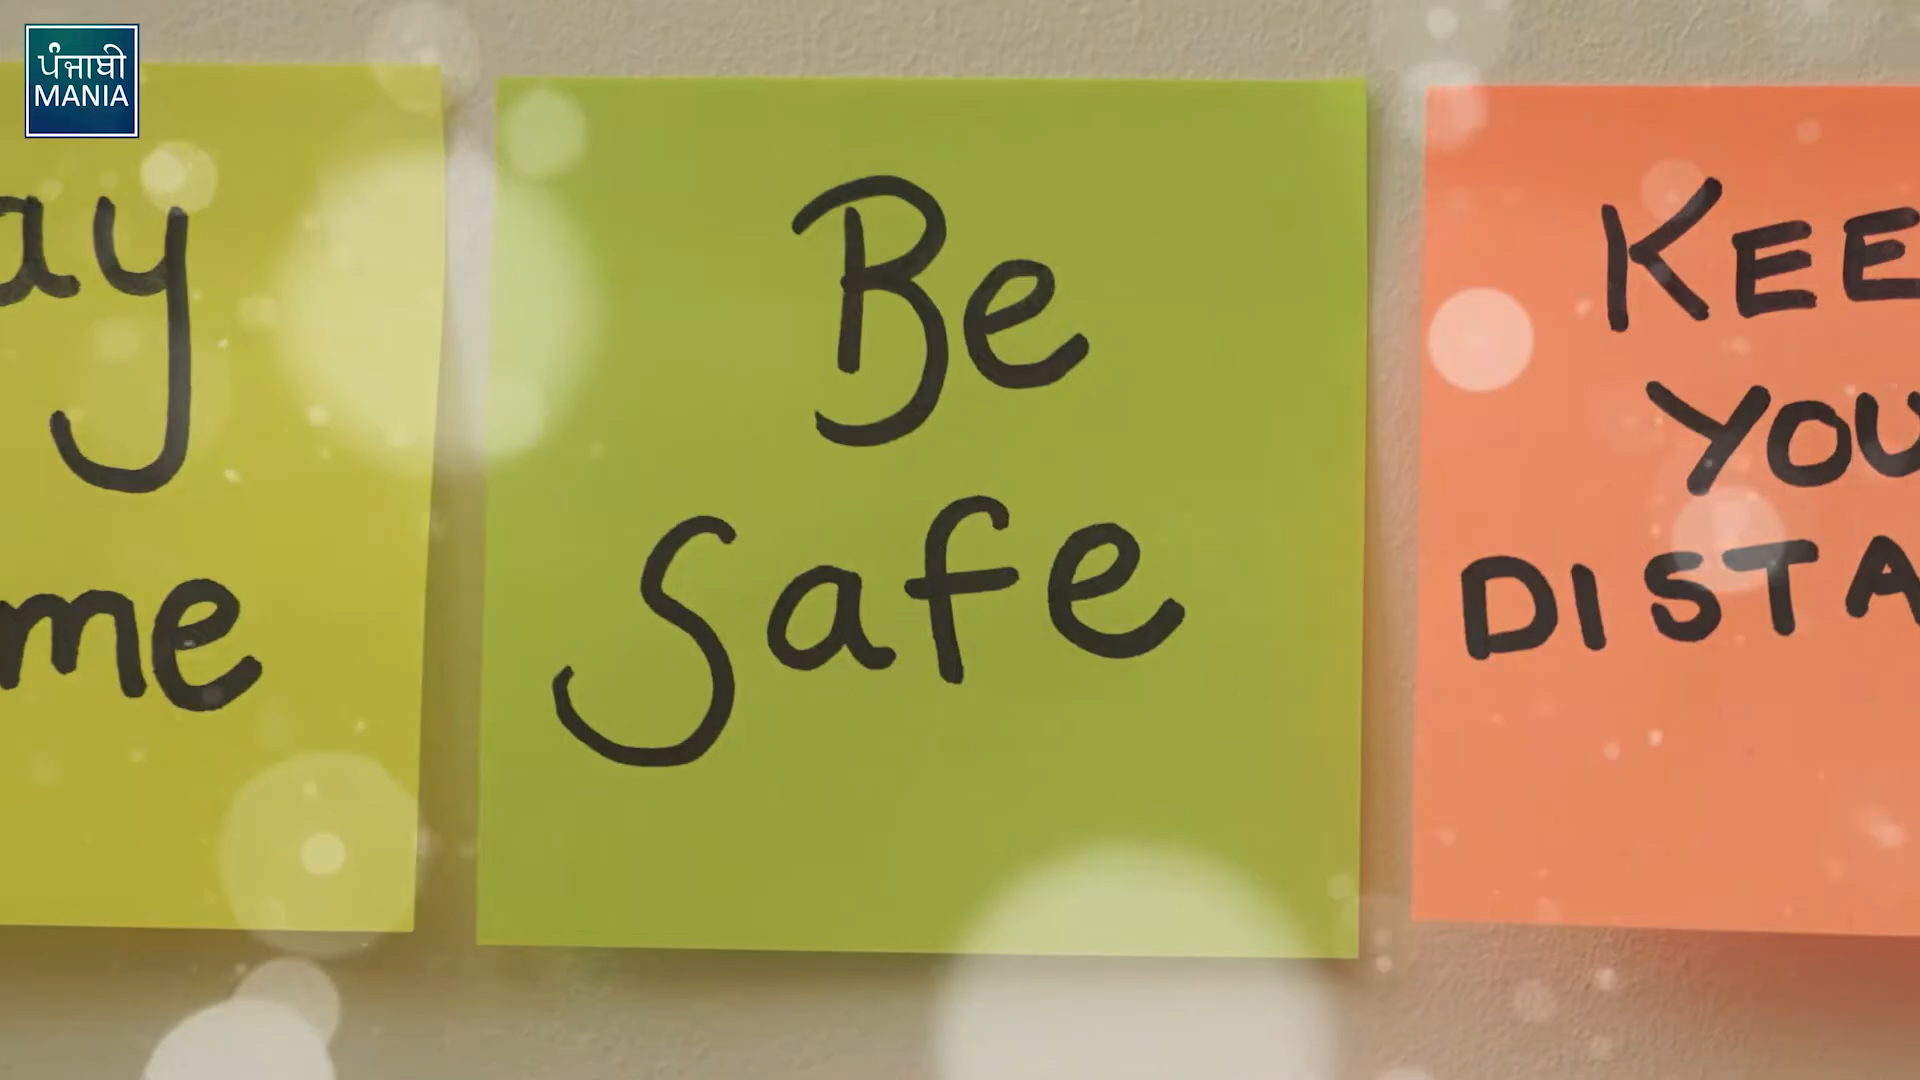 ਪੰਜਾਬੀ
MANIA
ay
me
Be
Safe
KEE
YOU
DISTA